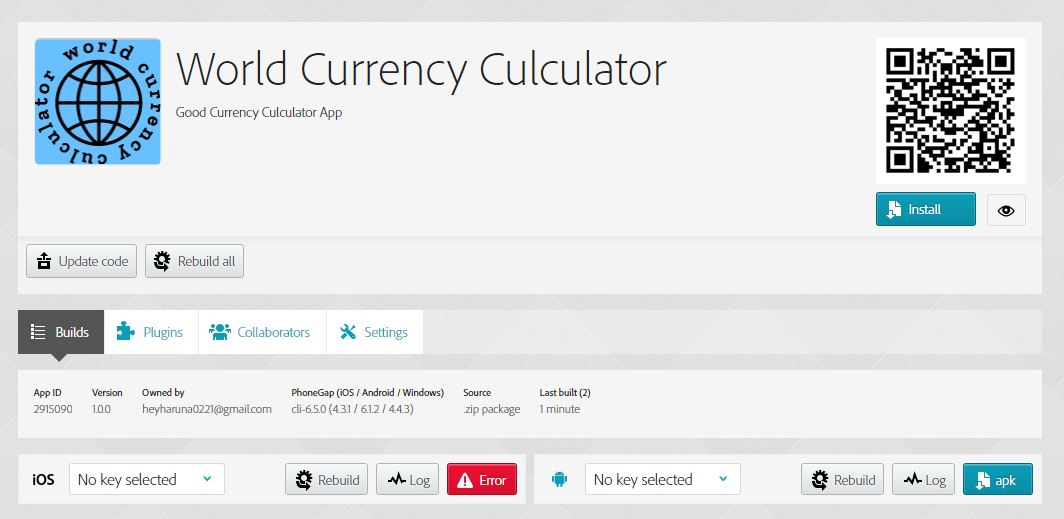 world currency culculator
World Currency Culculator
Good Currency Culculator App
Install
Update code
Rebuild all
Builds
Plugins
Collaborators
Settings
App ID
Version
Owned by
PhoneGap (iOS / Android / Windows)
Source
Last built (2)
2915090
1.0.0
heyharuna0221@gmail.com
cli-6.5.0 (4.3.1 / 6.1.2 / 4.4.3)
.zip package
1 minute
iOS
No key selected
Rebuild
Log
Error
No key selected
Rebuild
Log
apk